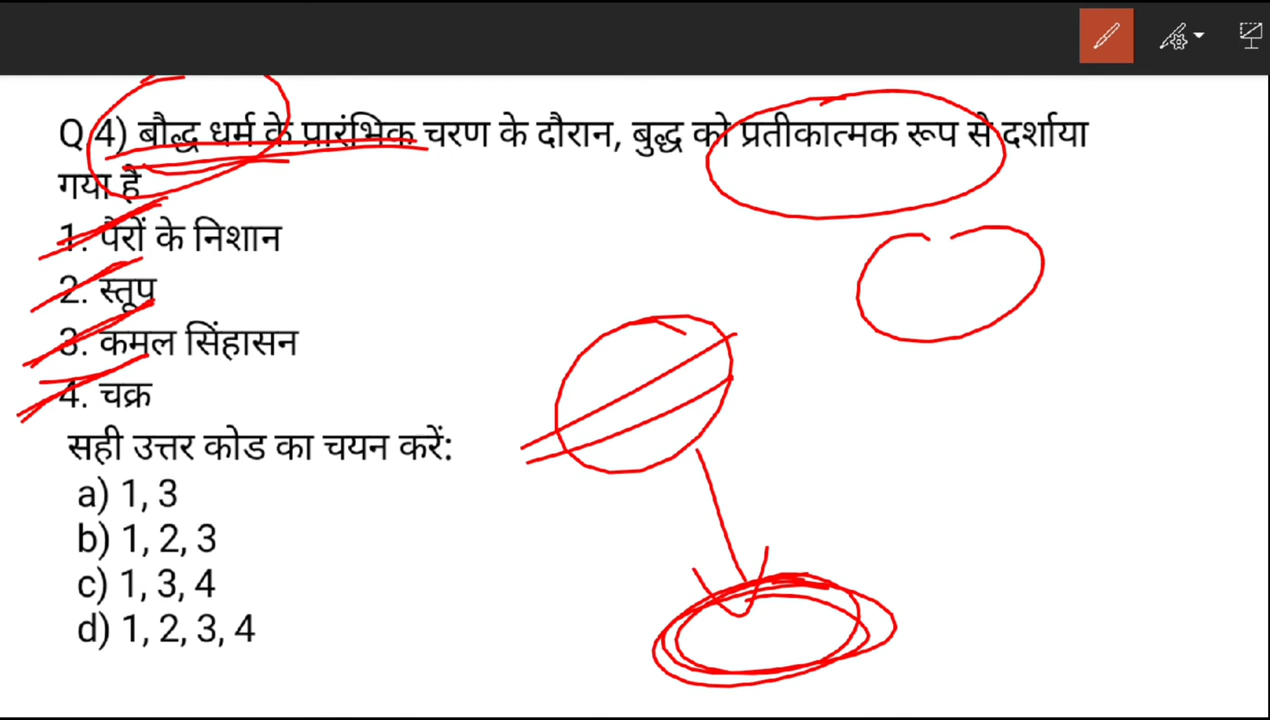 Q.4) बौद्ध धर्म के प्रारंभिक चरण के दौरान, बुद्ध को प्रतीकात्मक रूप से दर्शाया
गया है
1. पैरों के निशान
2. स्तूप
3. कमल सिंहासन
4. चक्र
सही उत्तर कोड का चयन करें:
a) 1, 3
b) 1, 2, 3
c) 1, 3, 4
d) 1, 2, 3, 4